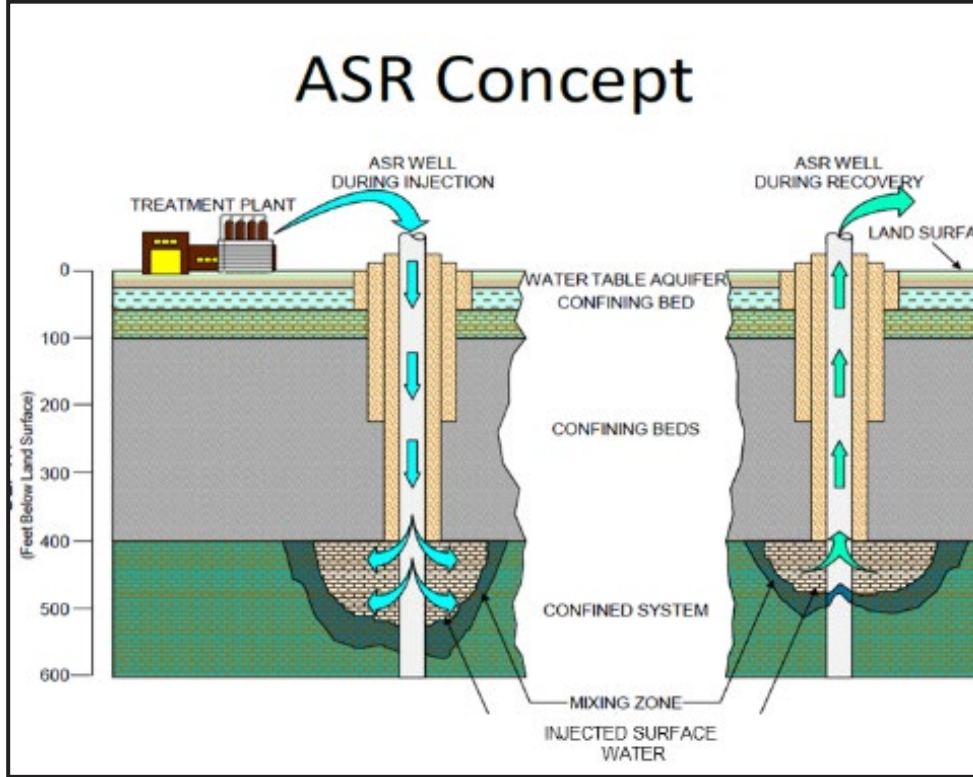 ASR Concept
ASR WELL
DURING INJECTION
ASR WELL
DURING RECOVERY
TREATMENT PLANT
LAND SURFA
0
WATER TABLE AQUIFER
CONFINING BED
100
200
CONFINING BEDS
300
(Feet Below Land Surface)
400
500
CONFINED SYSTEM
600
MIXING ZONE
INJECTED SURFACE
WATER